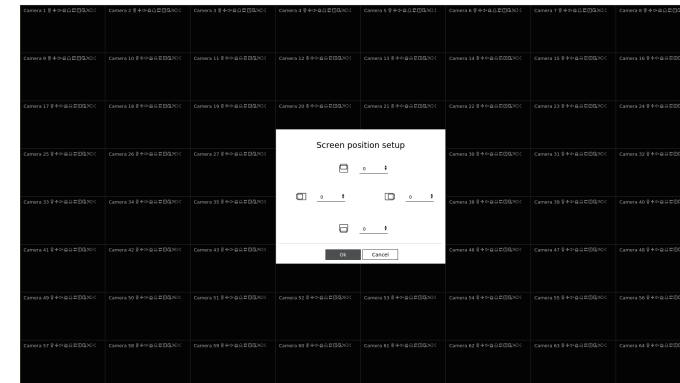 Camera 1 Camera 2 Camera 3 Camera 4 Camera 5 Camera 6 Camera 7 Camera 8
Camera 9 Camera 10 Camera 11 Camera 12 Camera 13 Camera 14 Camera 15 Camera 16
Camera 17 Camera 18 Camera 19 Camera 20 Camera 21 Camera 22 Camera 23 Camera 24
Screen position setup
Camera 25 Camera 26 Camera 27 Camera 30 Camera 31 Camera 32
0
0 0
Camera 33 Camera 34 Camera 35 Camera 38 Camera 39 Camera 40
0
Camera 41 Camera 42 Camera 43 Camera 46 Camera 47 Camera 48
Ok Cancel
Camera 49 Camera 50 Camera 51 Camera 52 Camera 53 Camera 54 Camera 55 Camera 56
Camera 57 Camera 58 Camera 59 Camera 60 Camera 61 Camera 62 Camera 63 Camera 64